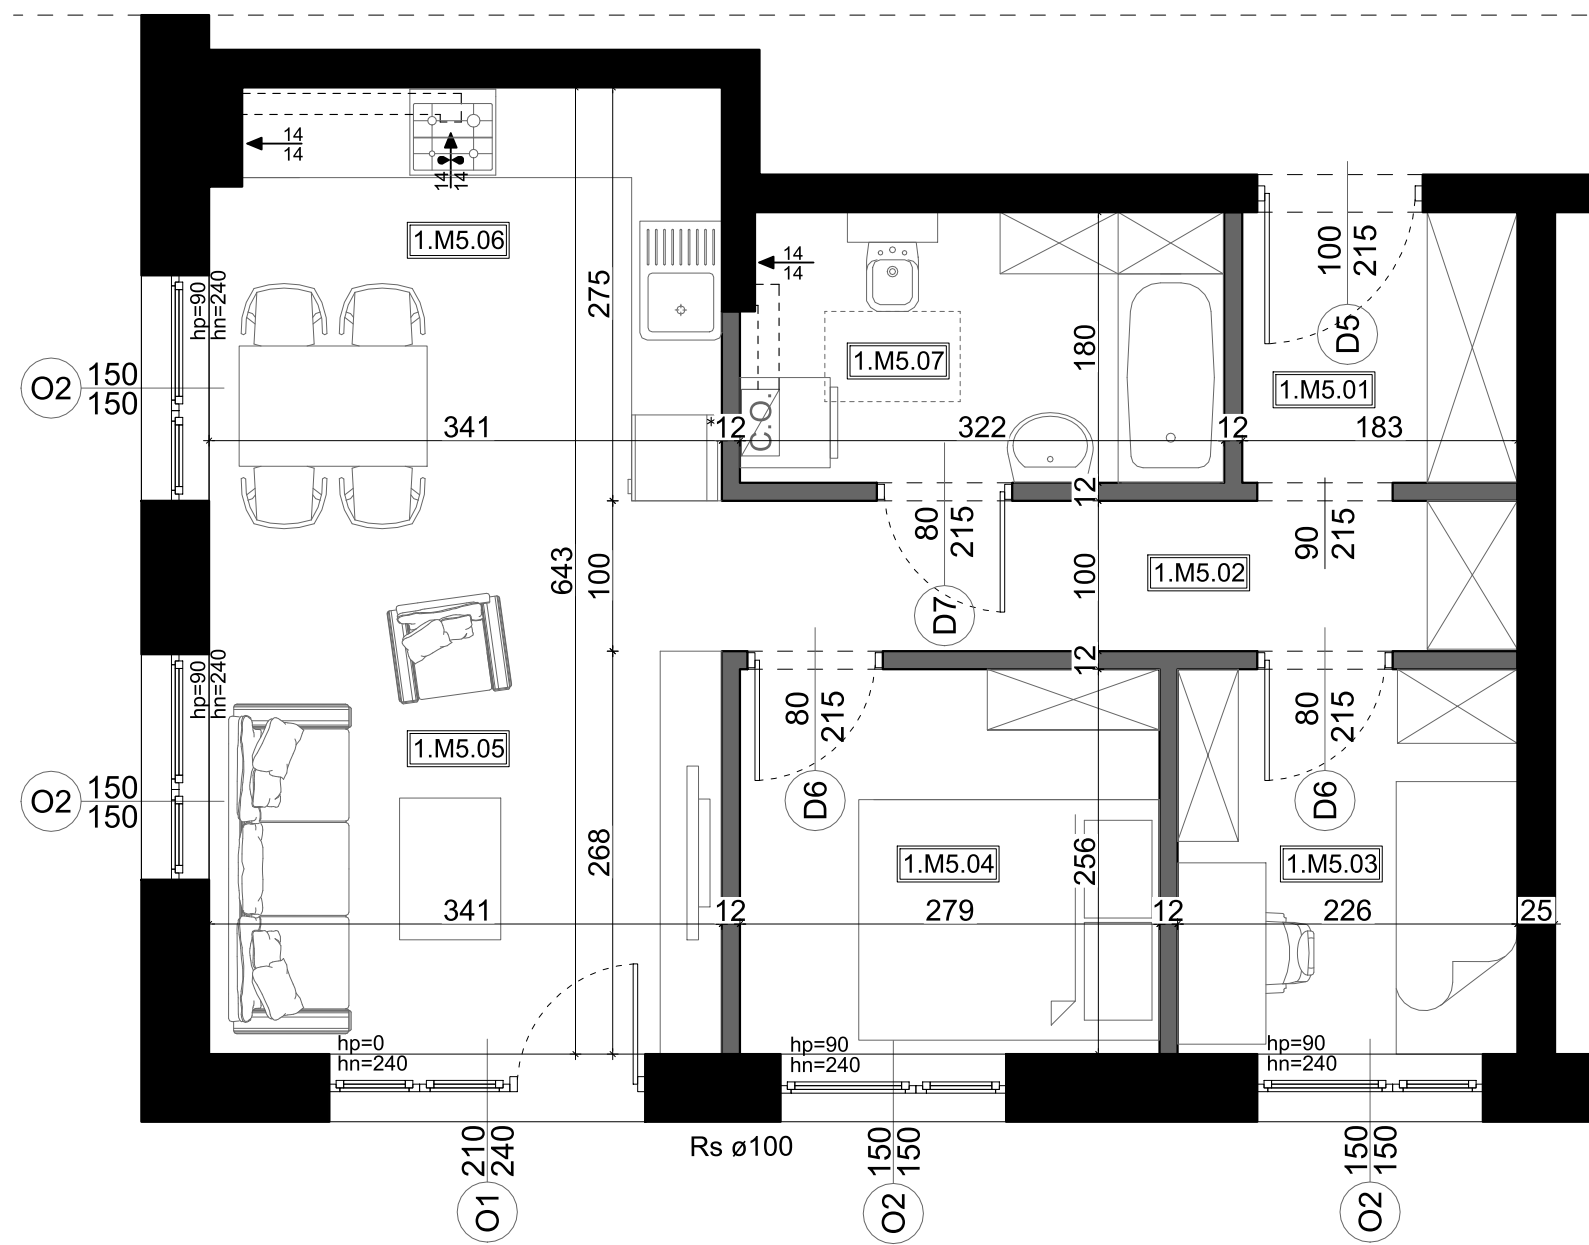 14
14
14
14
1.M5.06
275
hp=90
hn=240
O2
150
150
341
*12
C.O.
14
14
1.M5.07
180
322
12
12
100
215
D5
1.M5.01
183
643
100
80
215
D7
100
1.M5.02
90
215
12
hp=90
hn=240
O2
150
150
1.M5.05
268
341
12
80
215
D6
1.M5.04
256
279
12
80
215
D6
1.M5.03
226
25
hp=0
hn=240
hp=90
hn=240
hp=90
hn=240
210
240
O1
Rs ø100
150
150
O2
150
150
O2